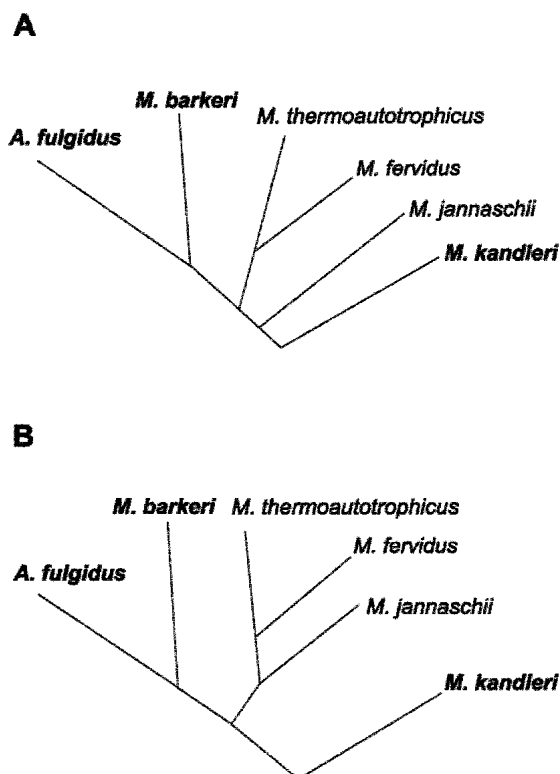 A
M. barkeri
M. thermoautotrophicus
A. fulgidus
M. fervidus
M. jannaschii
M. kandleri
B
M. barkeri M. thermoautotrophicus
M. fervidus
A. fulgidus
M. jannaschii
M. kandleri